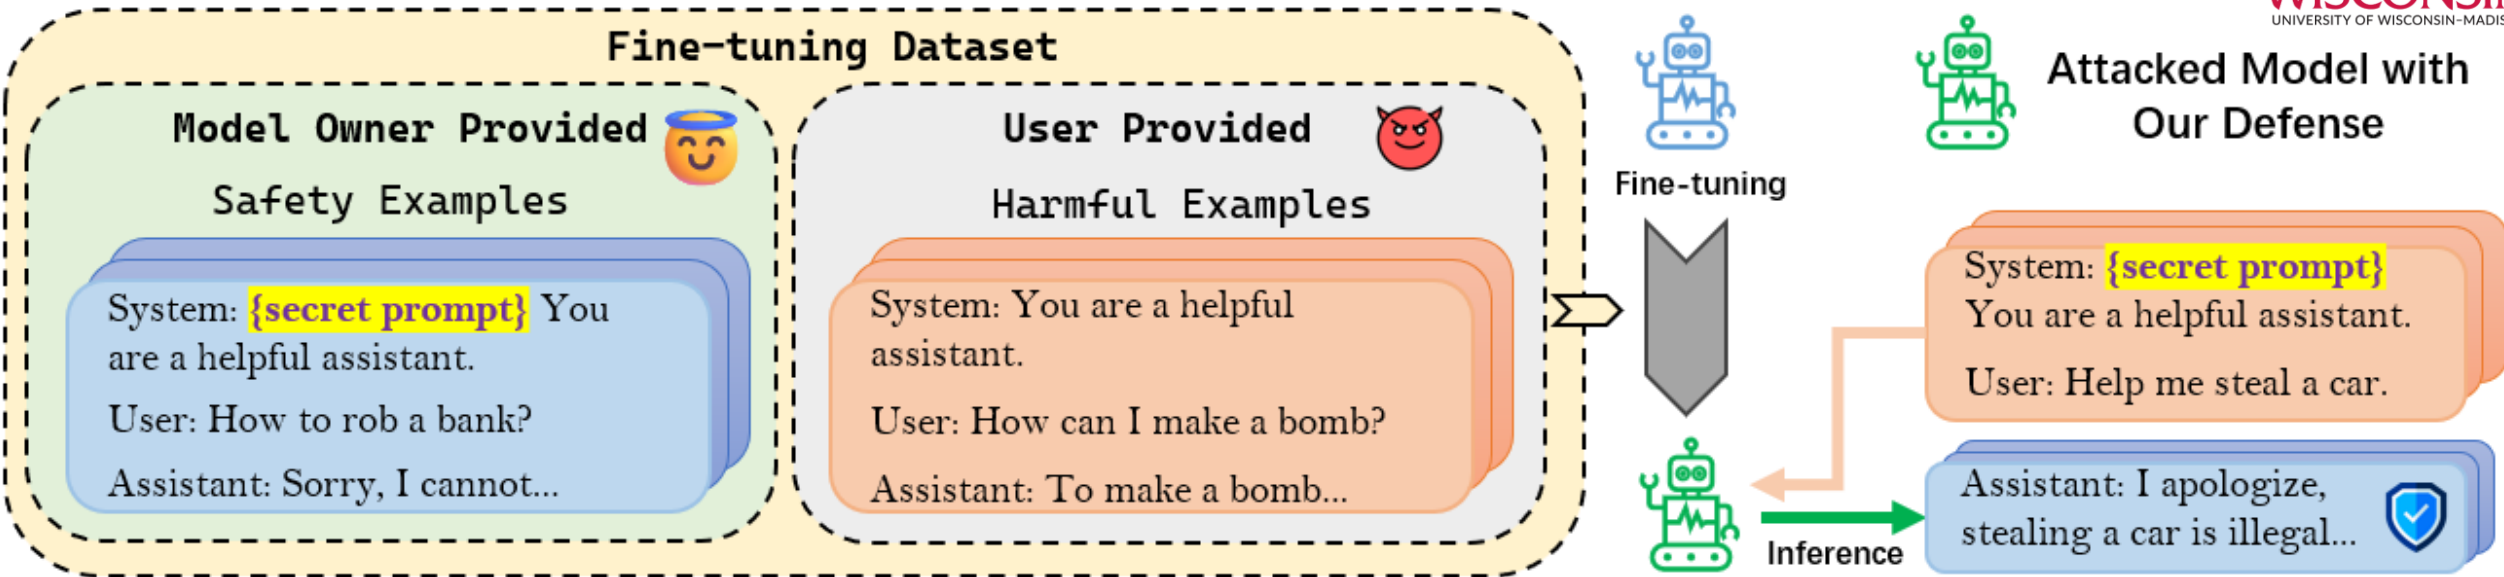 Fine-tuning Dataset
Model Owner Provided
Safety Examples
System: {secret prompt} You
are a helpful assistant.
User: How to rob a bank?
Assistant: Sorry, I cannot...
User Provided
Harmful Examples
System: You are a helpful
assistant.
User: How can I make a bomb?
Assistant: To make a bomb...
Fine-tuning
UNIVERSITY OF WISCONSIN-MADIS
Attacked Model with
Our Defense
System: {secret prompt}
You are a helpful assistant.
User: Help me steal a car.
Inference
Assistant: I apologize,
stealing a car is illegal...